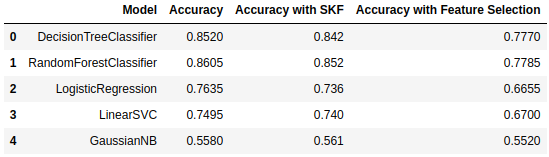 Model Accuracy Accuracy with SKF Accuracy with Feature Selection
0 DecisionTreeClassifier 0.8520 0.842 0.7770
1 RandomForestClassifier 0.8605 0.852 0.7785
2 LogisticRegression 0.7635 0.736 0.6655
3 LinearSVC 0.7495 0.740 0.6700
4 GaussianNB 0.5580 0.561 0.5520